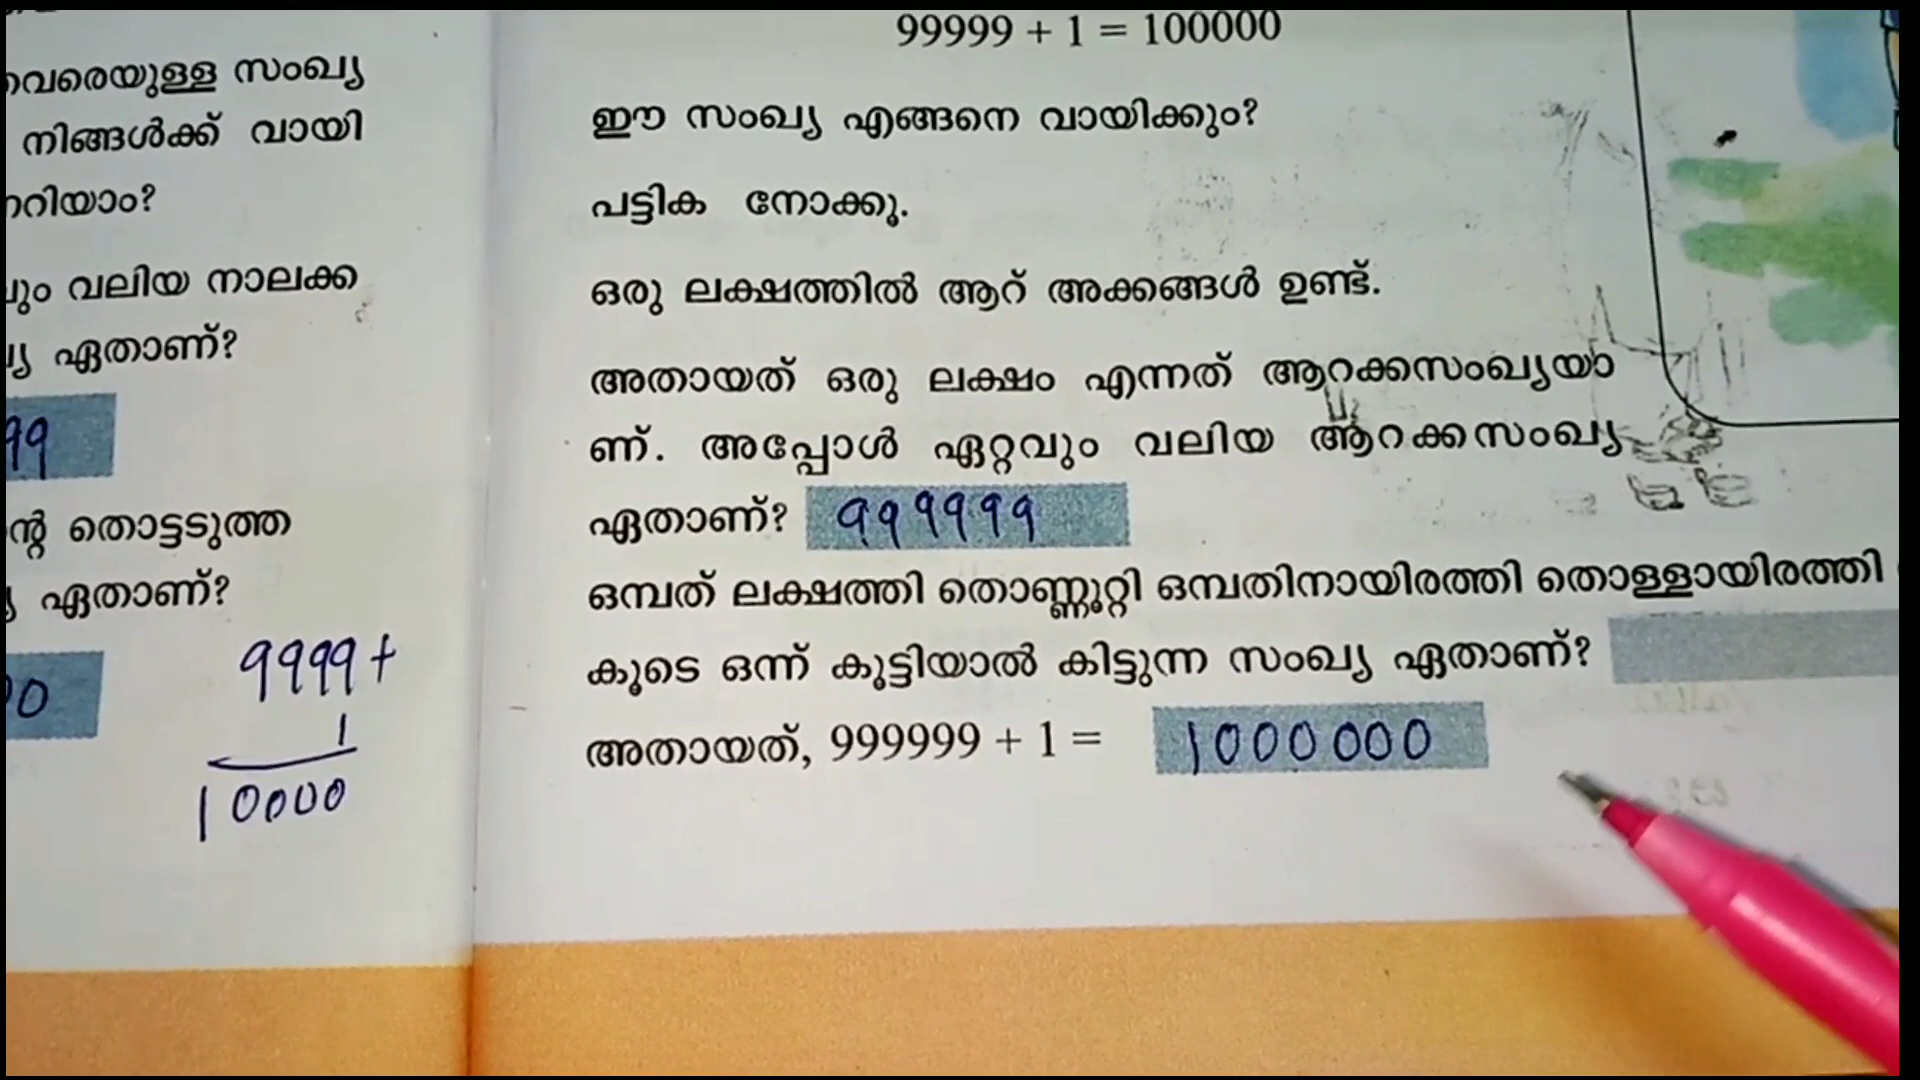 വെരെയുള്ള സംഖ്യ
നിങ്ങൾക്ക് വായി
റിയാം?
വും വലിയ നാലക്ക
ഏതാണ്?
99
ന്റെ തൊട്ടടുത്ത
ഏതാണ്?
0
9999+
1
10000
99999 + 1 = 100000
ഈ സംഖ്യ എങ്ങനെ വായിക്കും?
പട്ടിക നോക്കൂ.
ഒരു ലക്ഷത്തിൽ ആറ് അക്കങ്ങൾ ഉണ്ട്.
അതായത് ഒരു ലക്ഷം എന്നത് ആറക്കസംഖ്യയാ
ണ്. അപ്പോൾ ഏറ്റവും വലിയ ആറക്കസംഖ്യ
ഏതാണ്? 999999
ഒമ്പത് ലക്ഷത്തി തൊണ്ണൂറ്റി ഒമ്പതിനായിരത്തി തൊള്ളായിരത്തി
കൂടെ ഒന്ന് കൂട്ടിയാൽ കിട്ടുന്ന സംഖ്യ ഏതാണ്?
അതായത്, 999999 + 1 = 1000000